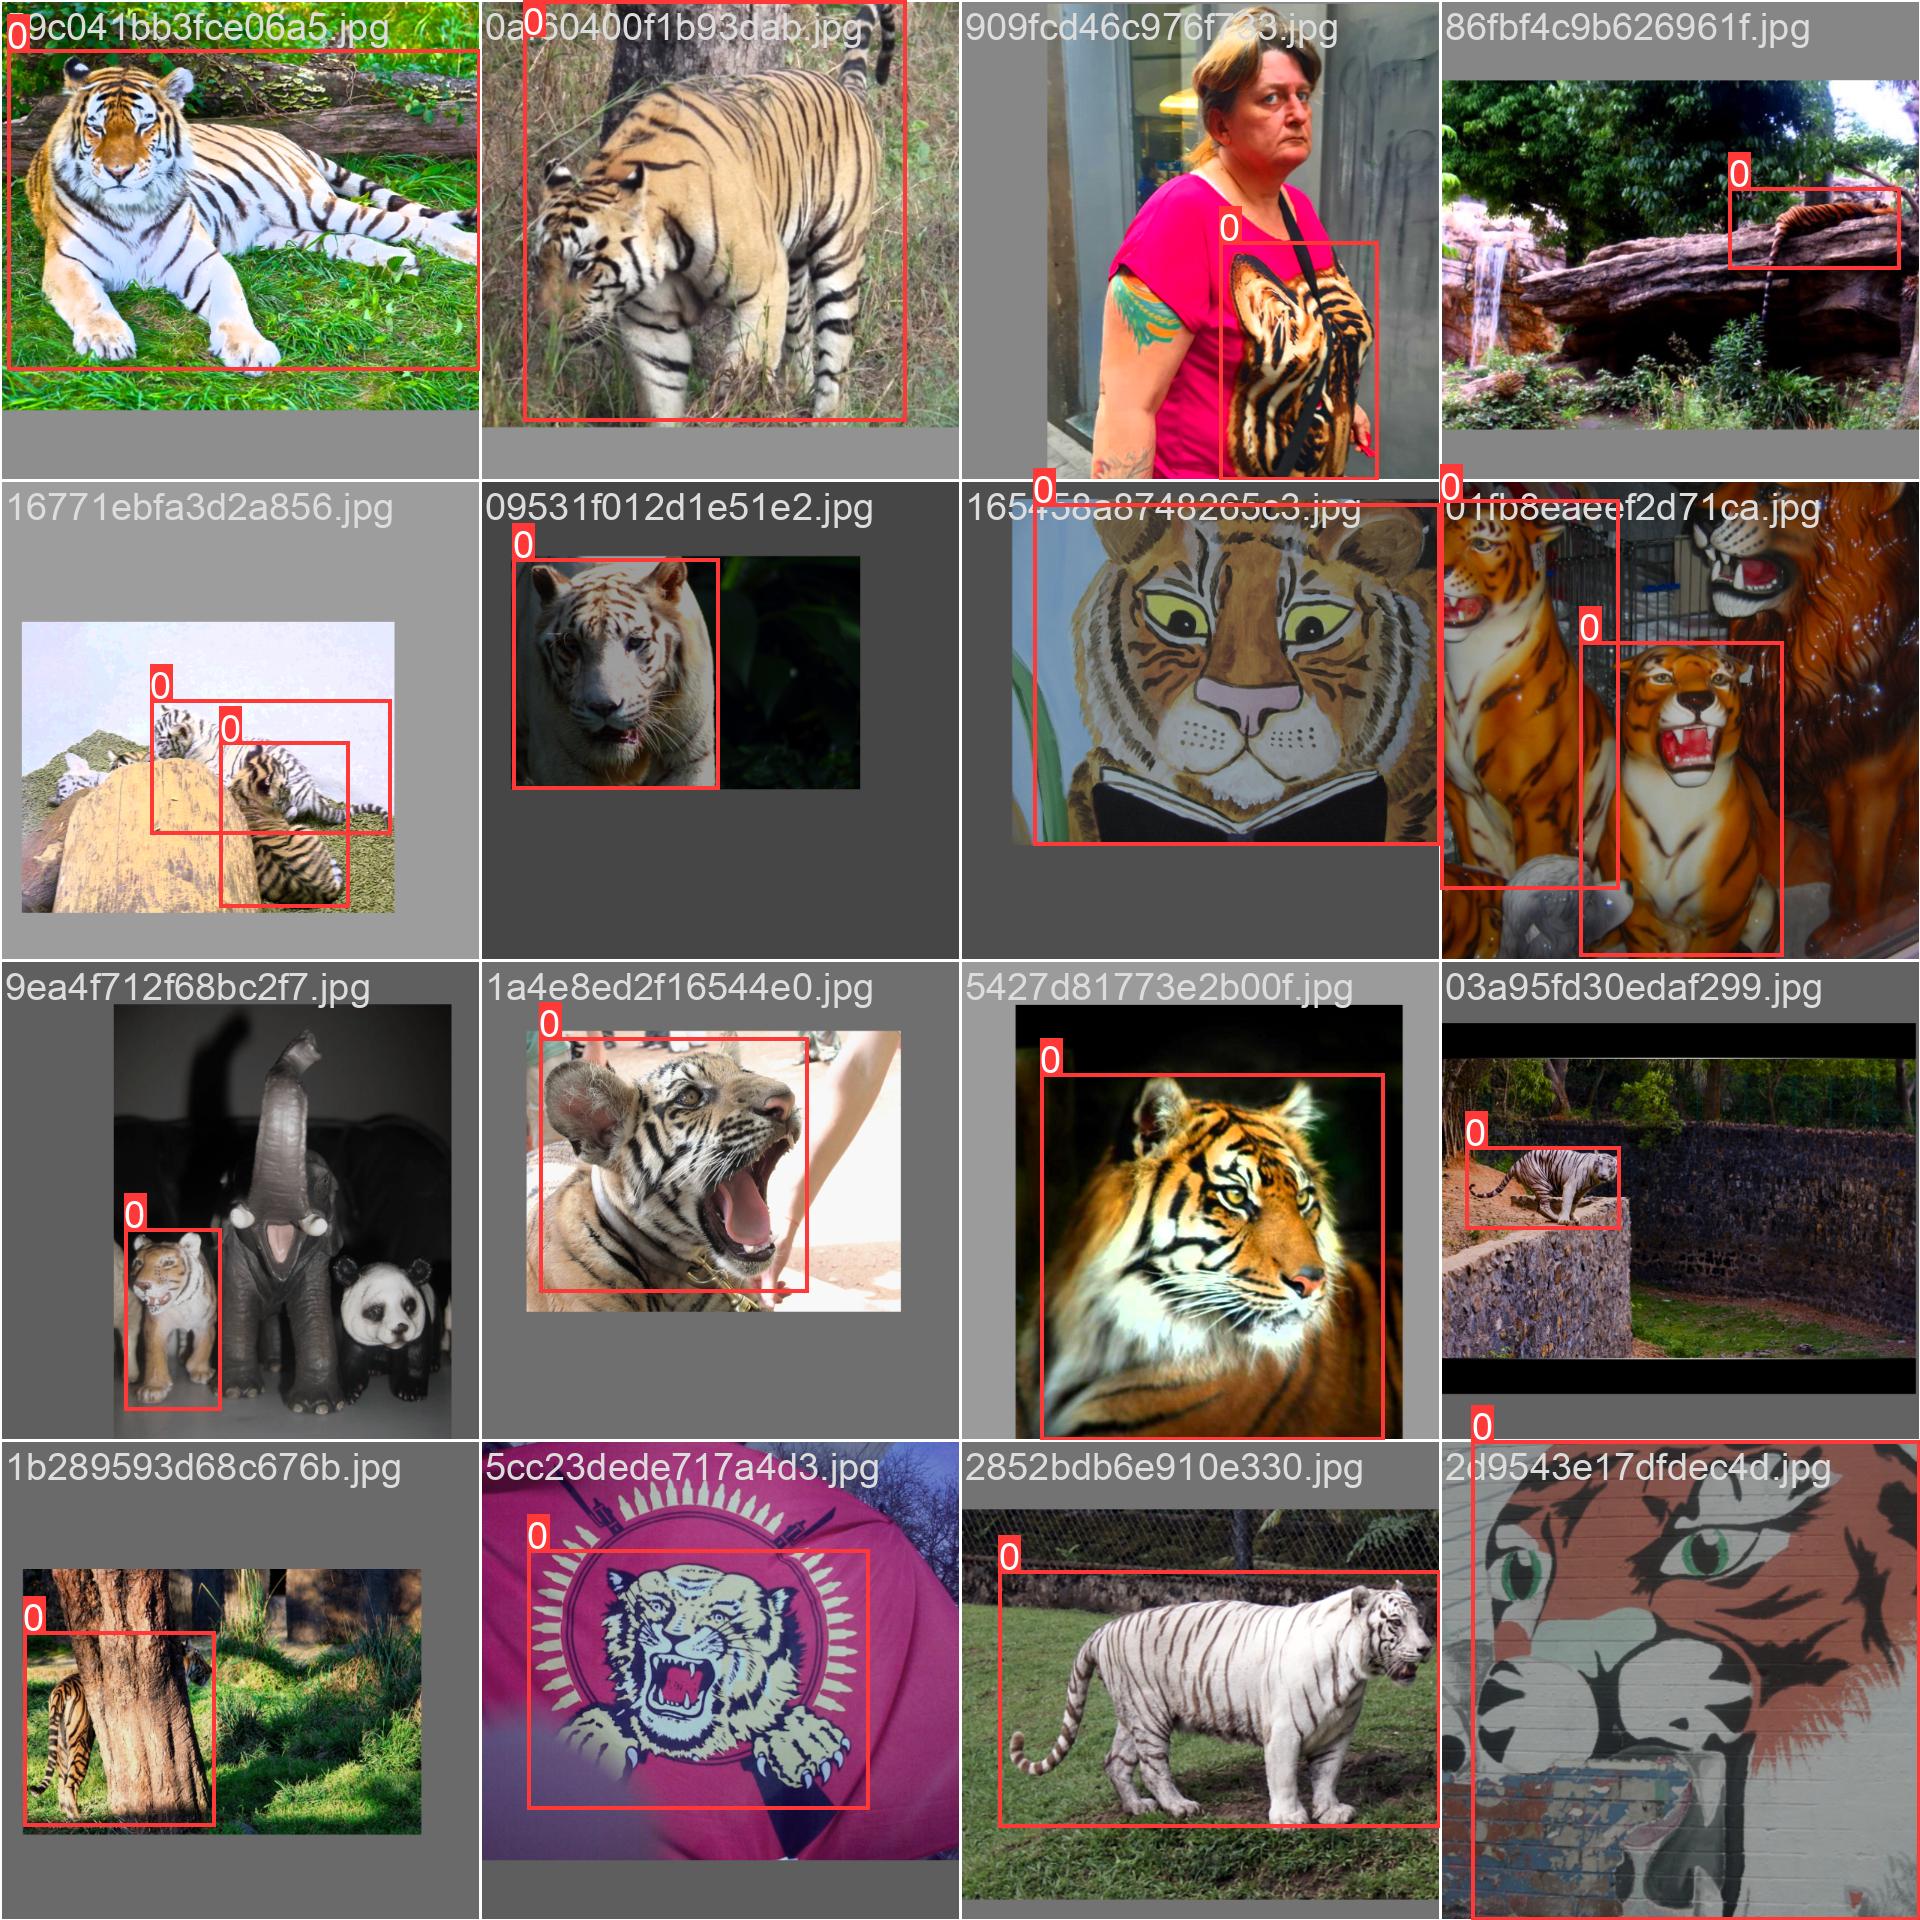 0 9c041bb3fce06a5.jpg
0 0a 60400f1b93dab.jpg
909fcd46c976f733.jpg
0
86fbf4c9b626961f.jpg
0
16771ebfa3d2a856.jpg
0
0
09531f012d1e51e2.jpg
0
165458a8748265c3.jpg
0
01fb8eaeef2d71ca.jpg
0
0
9ea4f712f68bc2f7.jpg
0
1a4e8ed2f16544e0.jpg
0
5427d81773e2b00f.jpg
0
03a95fd30edaf299.jpg
0
1b289593d68c676b.jpg
0
5cc23dede717a4d3.jpg
0
2852bdb6e910e330.jpg
0
2d9543e17dfdec4d.jpg
0